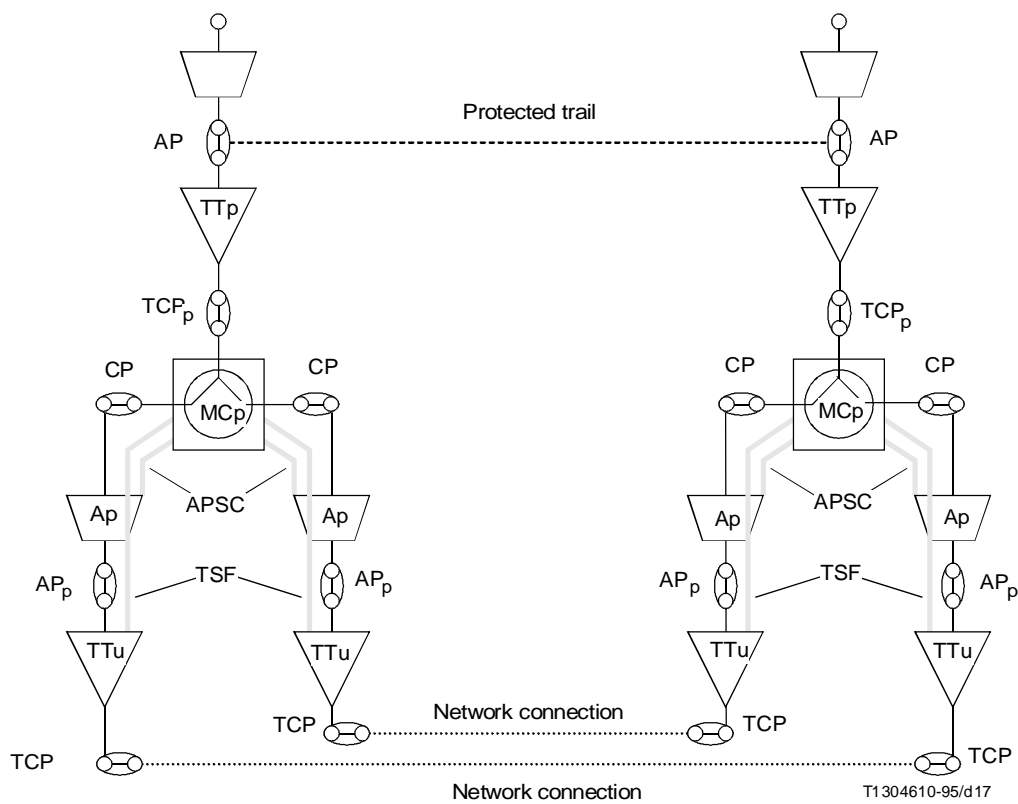 Protected trail
AP
AP
TTp
TTp
TCPp
TCPp
CP
CP
CP
CP
MCp
MCp
APSC
APSC
Ap
Ap
Ap
Ap
TSF
TSF
APp
APp
APp
APp
TTu
TTu
TTu
TTu
Network connection
TCP
TCP
TCP
TCP
Network connection
T1304610-95/d17